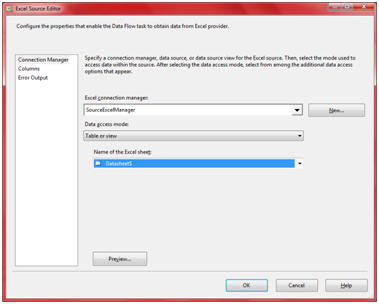 Excel Source Editor
Configure the properties that enable the Data Flow task to obtain data from Excel provider.
Connection Manager
Columns
Error Output
Specify a connection manager, data source, or data source view for the Excel source. Then, select the mode used to
access data within the source. After selecting the data access mode, select from among the additional data access
options that appear.
Excel connection manager:
SourceExcelManager
New...
Data access mode:
Table or view
Name of the Excel sheet:
Datasheet$
Preview...
OK
Cancel
Help